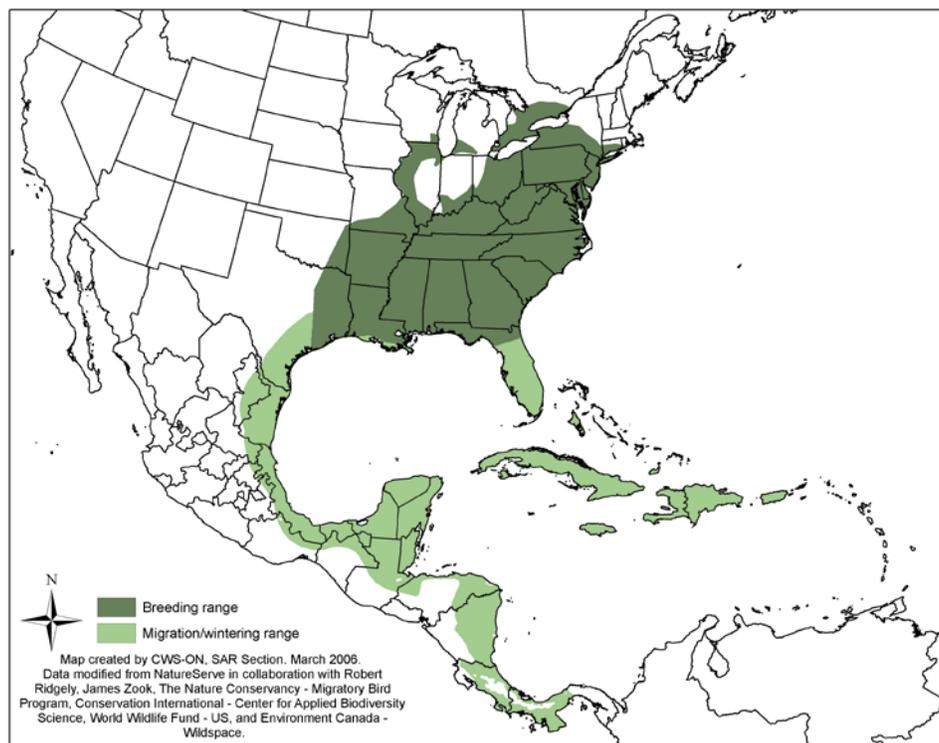 N
Breeding range
Migration/wintering range
Map created by CWS-ON, SAR Section. March 2006.
Data modified from NatureServe in collaboration with Robert
Ridgely, James Zook, The Nature Conservancy - Migratory Bird
Program, Conservation International - Center for Applied Biodiversity
Science, World Wildlife Fund - US, and Environment Canada -
Wildspace.